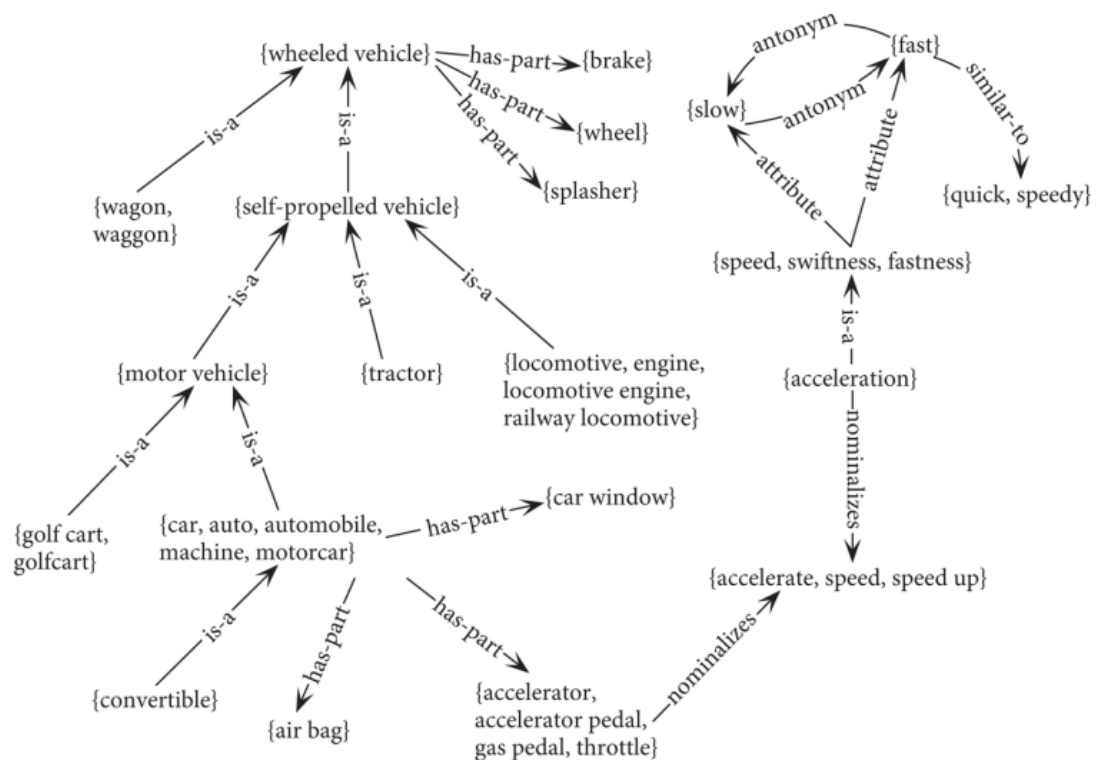 antonym
{fast}
{wheeled vehicle}
has-part
{brake}
similar-to
has-part
{slow}
antonym
is-a
is-a
has-part
{wheel}
attribute
attribute
{splasher}
{quick, speedy}
{wagon,
waggon}
{self-propelled vehicle}
{speed, swiftness, fastness}
is-a
is-a
is-a
is-a
{motor vehicle}
{tractor}
{locomotive, engine,
locomotive engine,
railway locomotive}
{acceleration}
is-a
is-a
nominalizes
{car window}
has-part
{golf cart,
golfcart}
{car, auto, automobile,
machine, motorcar}
{accelerate, speed, speed up}
is-a
has-part
has-part
nominalizes
{convertible}
{air bag}
{accelerator,
accelerator pedal,
gas pedal, throttle}